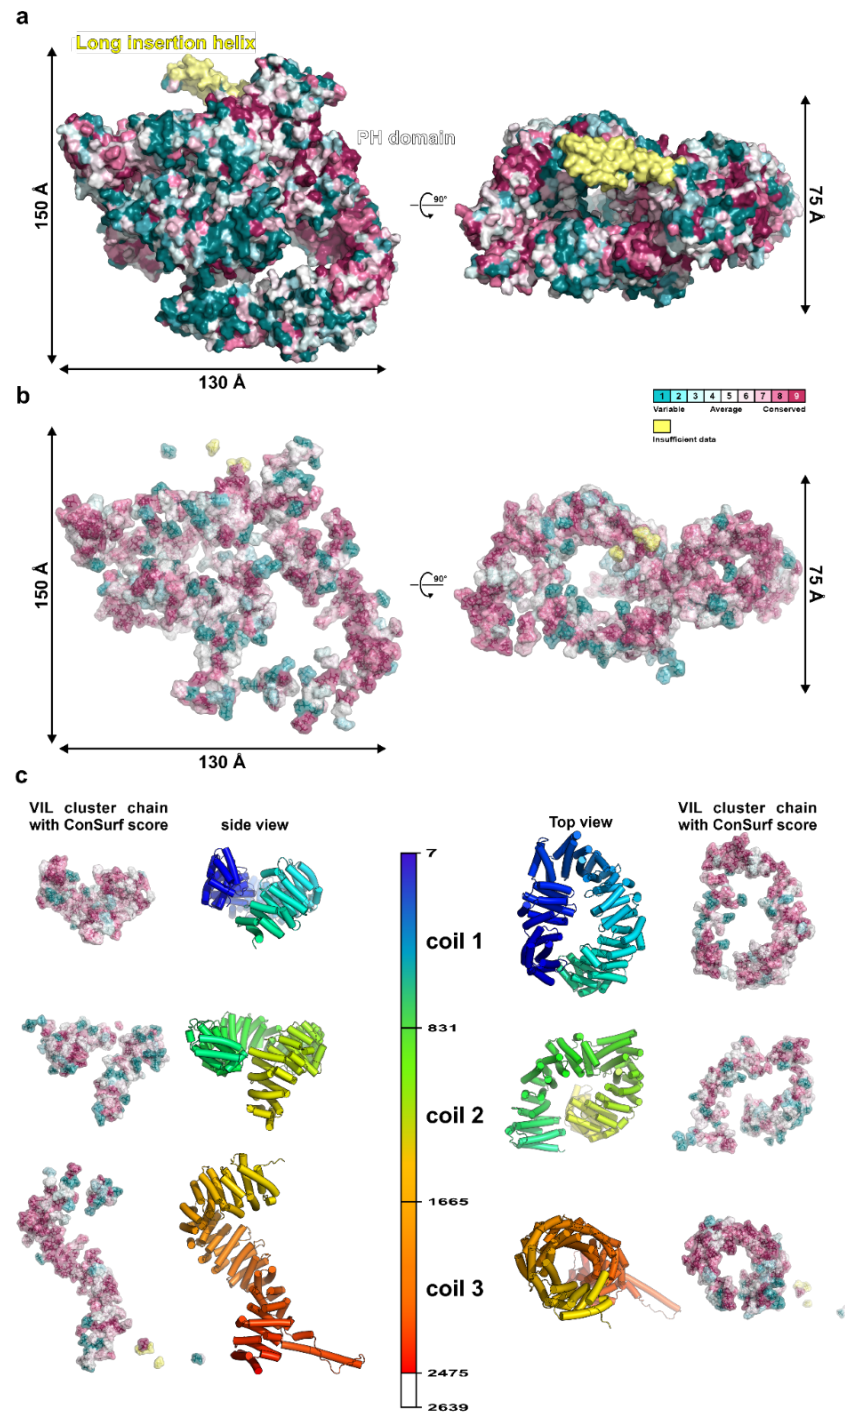 a
Long insertion helix
PH domain
150 Å
90°
75 Å
130 Å
b
1 2 3 4 5 6 7 8 9
Variable Average Conserved
Insufficient data
150 Å
90°
75 Å
130 Å
c
VIL cluster chain
with ConSurf score
side view
Top view
VIL cluster chain
with ConSurf score
7
coil 1
831
coil 2
1665
coil 3
2475
2639